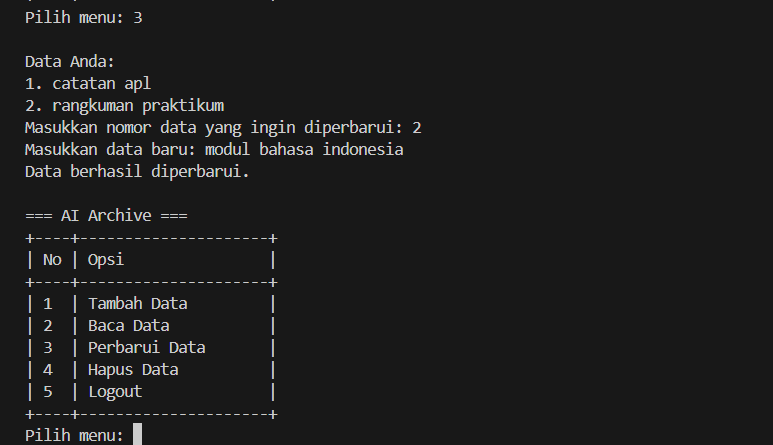 Pilih menu: 3
Data Anda:
1. catatan apl
2. rangkuman praktikum
Masukkan nomor data yang ingin diperbarui: 2
Masukkan data baru: modul bahasa indonesia
Data berhasil diperbarui.
=== AI Archive ===
+----+---------------------+
| No | Opsi                |
+----+---------------------+
| 1  | Tambah Data         |
| 2  | Baca Data           |
| 3  | Perbarui Data       |
| 4  | Hapus Data          |
| 5  | Logout              |
+----+---------------------+
Pilih menu: